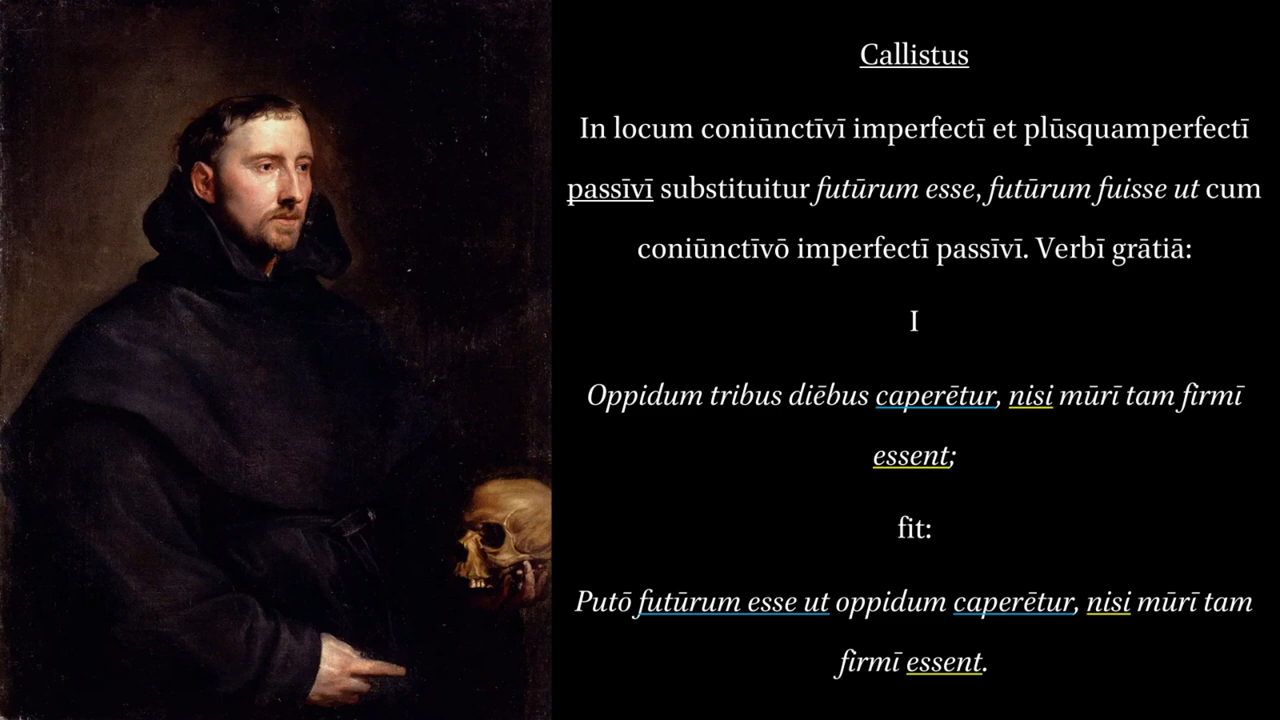 Callistus
In locum coniūnctīvī imperfectī et plūsquamperfectī
passīvī substituitur futūrum esse, futūrum fuisse ut cum
coniūnctīvō imperfectī passīvī. Verbī grātiā:
I
Oppidum tribus diēbus caperētur, nisi mūrī tam firmī
essent;
fit:
Putō futūrum esse ut oppidum caperētur, nisi mūrī tam
firmī essent.